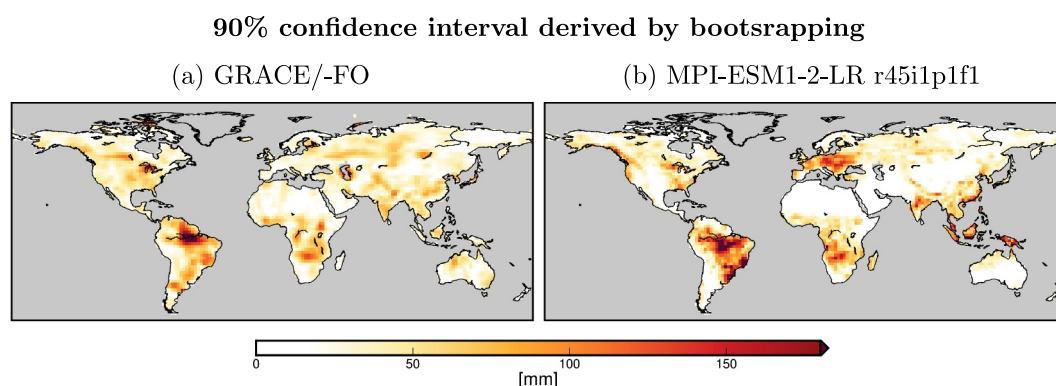 90% confidence interval derived by bootsrapping
(a) GRACE/-FO
(b) MPI-ESM1-2-LR r45i1p1f1
0 50 100 150
[mm]